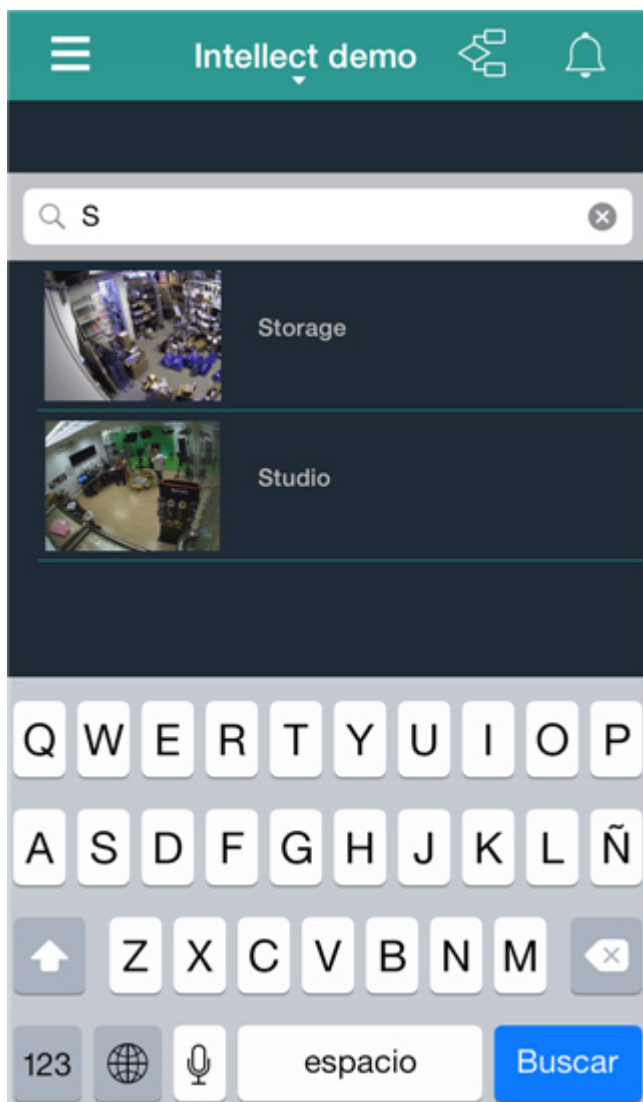 Intellect demo
S
Storage
Studio
Q W E R T Y U I O P
A S D F G H J K L Ñ
Z X C V B N M
123 espacio Buscar